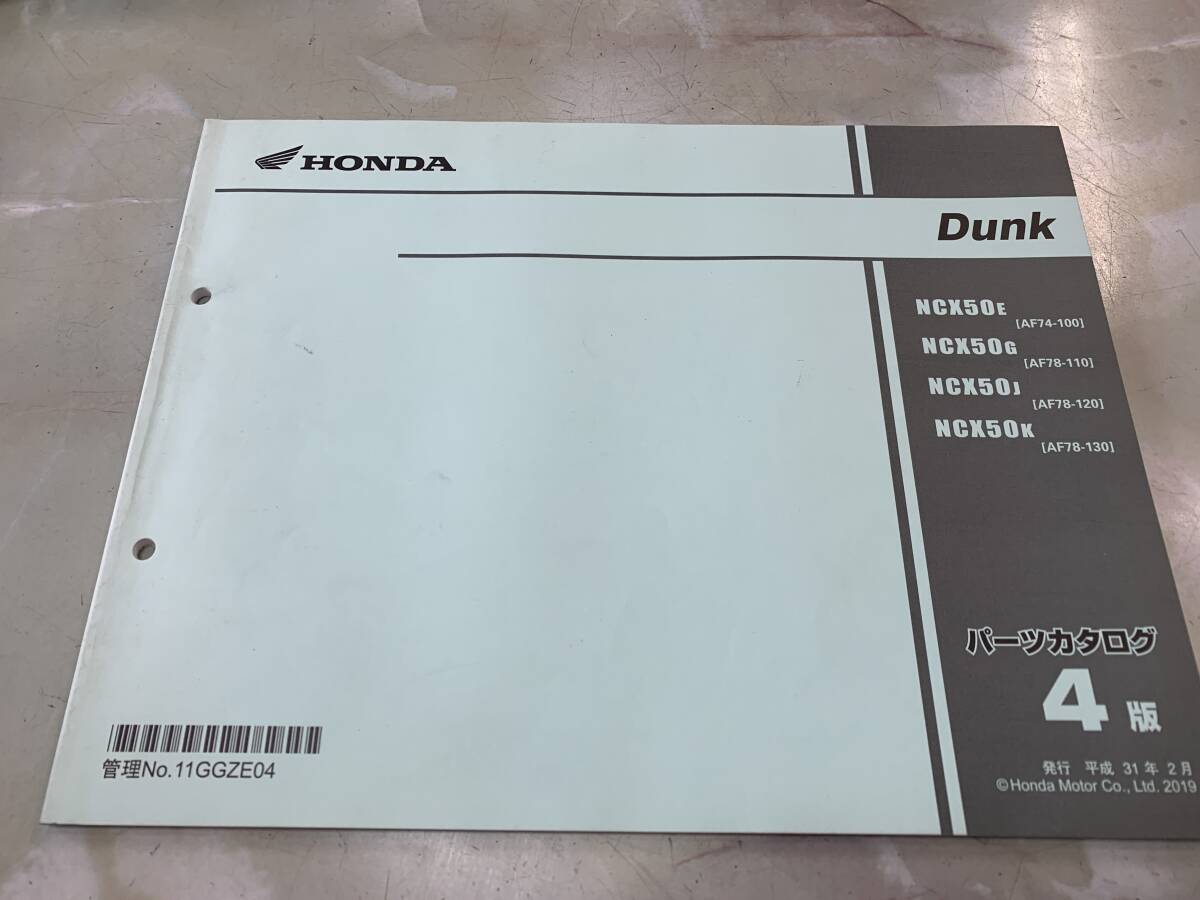 HONDA
Dunk
NCX50E
[AF74-100]
NCX50G
[AF78-110]
NCX50J
[AF78-120]
NCX50K
[AF78-130]
パーツカタログ
4版
管理No.11GGZE04
発行 平成 31年 2月
©Honda Motor Co., Ltd. 2019